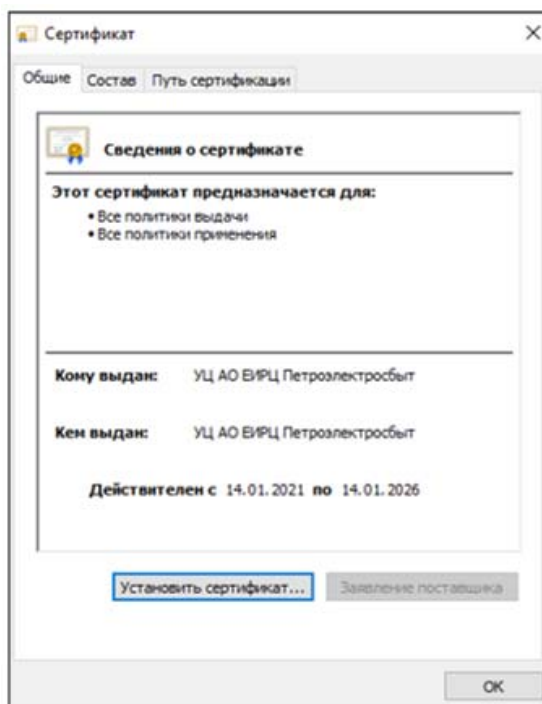 Сертификат
Общие Состав Путь сертификации
Сведения о сертификате
Этот сертификат предназначается для:
• Все политики выдачи
• Все политики применения
Кому выдан: УЦ АО ЕИРЦ Петроэлектросбыт
Кем выдан: УЦ АО ЕИРЦ Петроэлектросбыт
Действителен с 14.01.2021 по 14.01.2026
Установить сертификат... Заявление поставщика
ОК